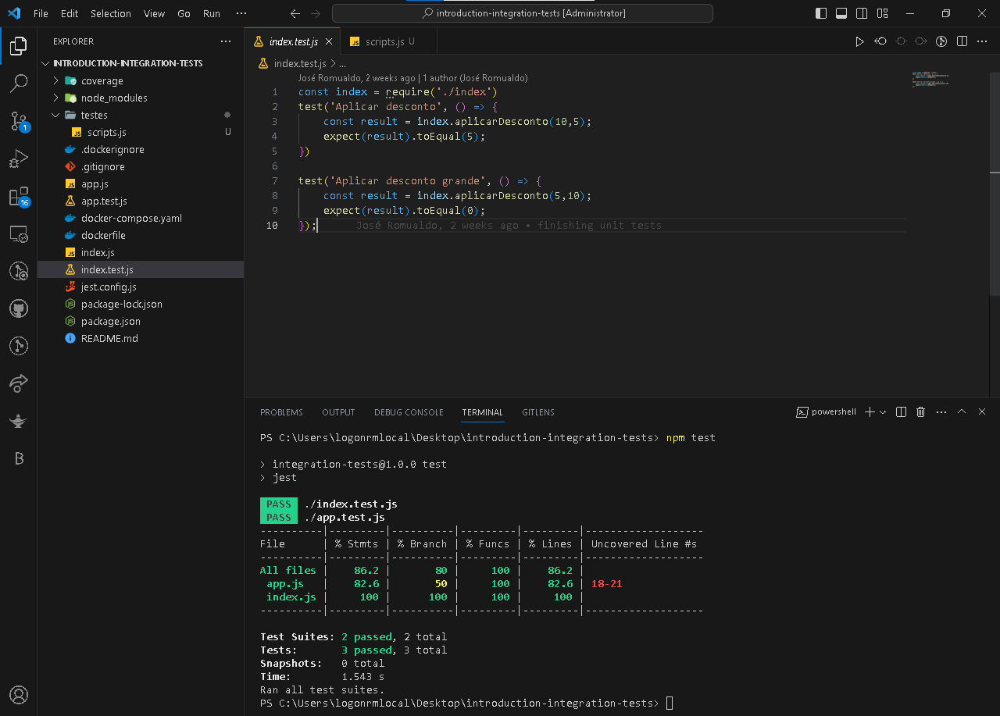 File Edit Selection View Go Run ···
introduction-integration-tests [Administrator]
EXPLORER
INTRODUCTION-INTEGRATION-TESTS
coverage
node_modules
testes
scripts.js U
.dockerignore
.gitignore
app.js
app.test.js
docker-compose.yaml
dockerfile
index.js
index.test.js
jest.config.js
package-lock.json
package.json
README.md
1
16
B
index.test.js
scripts.js U
index.test.js > ...
José Romualdo, 2 weeks ago | 1 author (José Romualdo)
1 const index = require('./index')
2 test('Aplicar desconto', () => {
3 const result = index.aplicarDesconto(10,5);
4 expect(result).toEqual(5);
5 })
6
7 test('Aplicar desconto grande', () => {
8 const result = index.aplicarDesconto(5,10);
9 expect(result).toEqual(0);
10 }); José Romualdo, 2 weeks ago • finishing unit tests
PROBLEMS OUTPUT DEBUG CONSOLE TERMINAL GITLENS
powershell
PS C:\Users\logonrmlocal\Desktop\introduction-integration-tests> npm test
> integration-tests@1.0.0 test
> jest
PASS ./index.test.js
PASS ./app.test.js
----------|---------|----------|---------|---------|-------------------
File | % Stmts | % Branch | % Funcs | % Lines | Uncovered Line #s
----------|---------|----------|---------|---------|-------------------
All files | 86.2 | 80 | 100 | 86.2 |
app.js | 82.6 | 50 | 100 | 82.6 | 18-21
index.js | 100 | 100 | 100 | 100 |
----------|---------|----------|---------|---------|-------------------
Test Suites: 2 passed, 2 total
Tests: 3 passed, 3 total
Snapshots: 0 total
Time: 1.543 s
Ran all test suites.
PS C:\Users\logonrmlocal\Desktop\introduction-integration-tests>